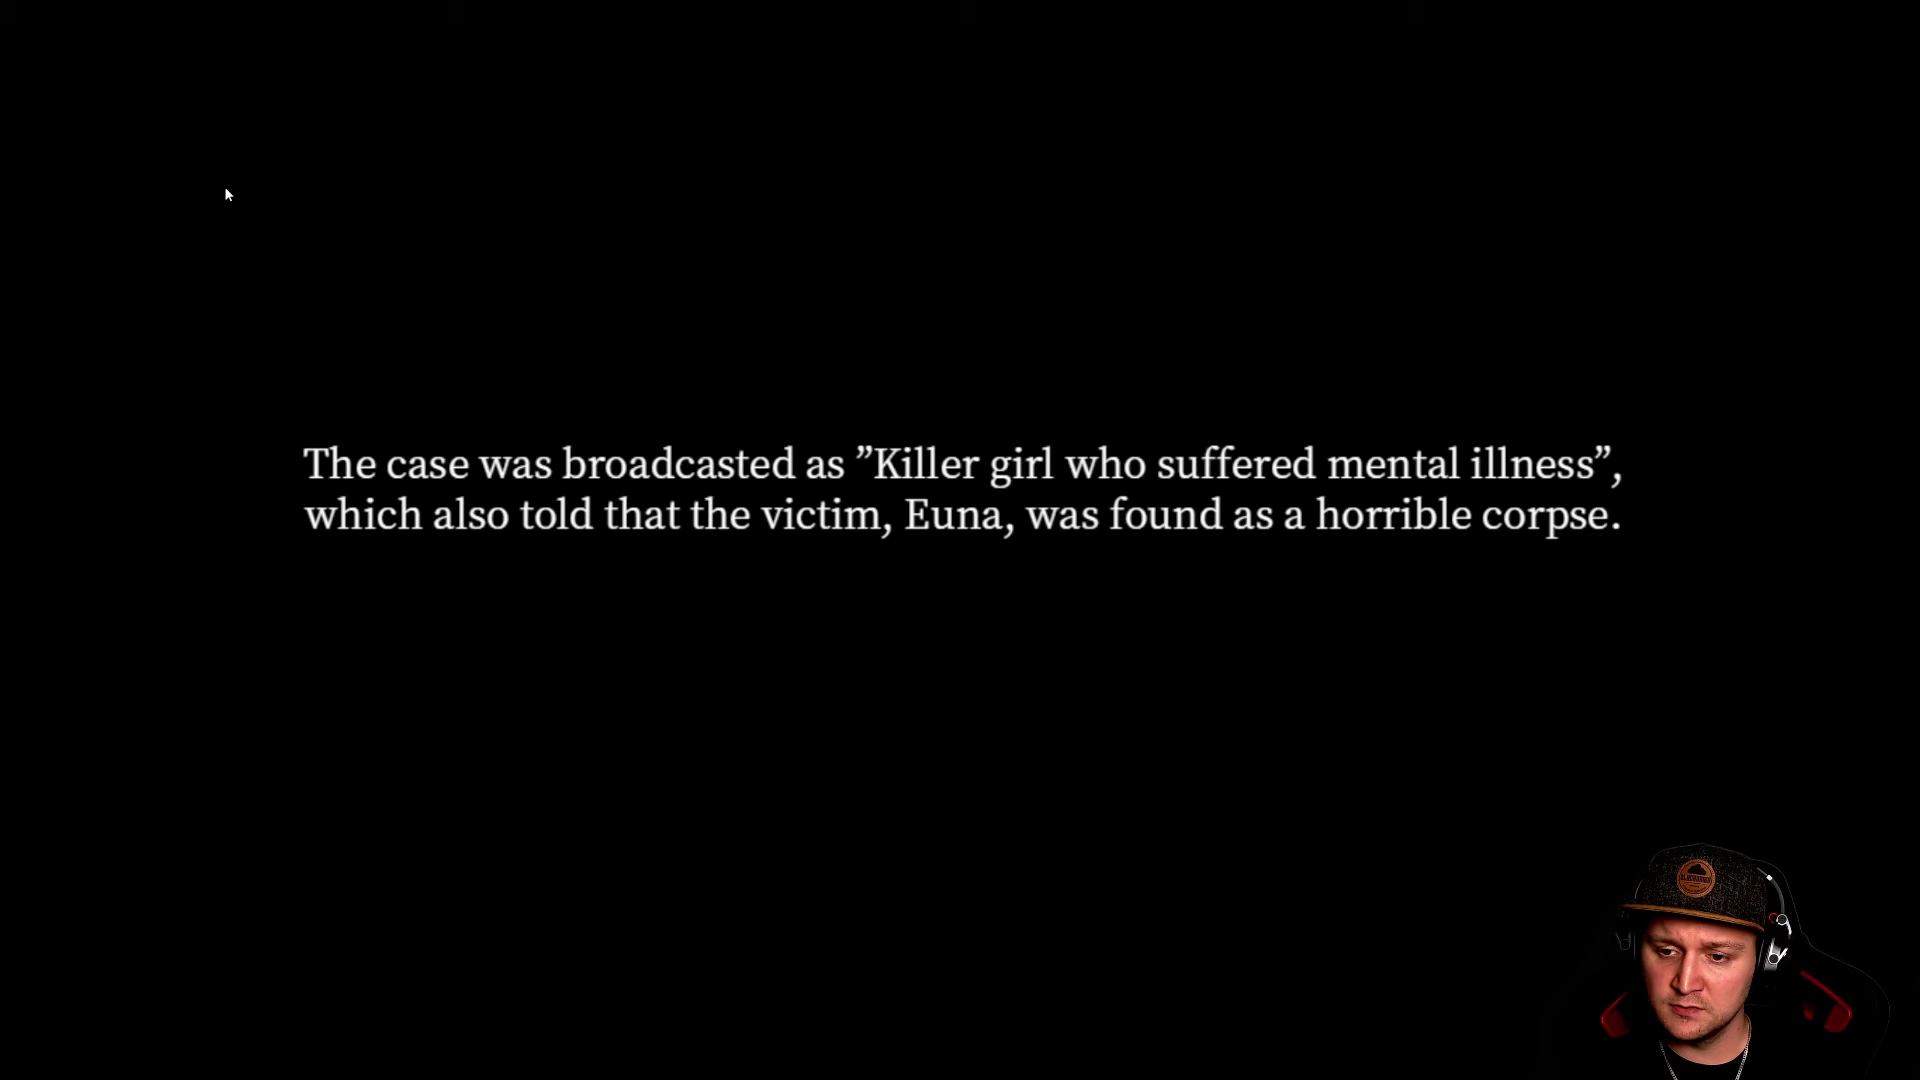 The case was broadcasted as ”Killer girl who suffered mental illness”,
which also told that the victim, Euna, was found as a horrible corpse.